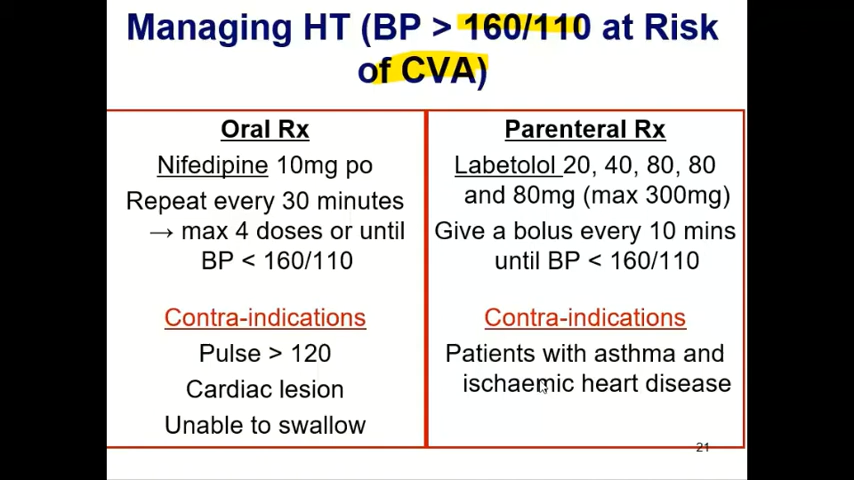 Managing HT (BP > 160/110 at Risk
of CVA)
Oral Rx
Nifedipine 10mg po
Repeat every 30 minutes
→ max 4 doses or until
BP < 160/110
Contra-indications
Pulse > 120
Cardiac lesion
Unable to swallow
Parenteral Rx
Labetolol 20, 40, 80, 80
and 80mg (max 300mg)
Give a bolus every 10 mins
until BP < 160/110
Contra-indications
Patients with asthma and
ischaemic heart disease
21